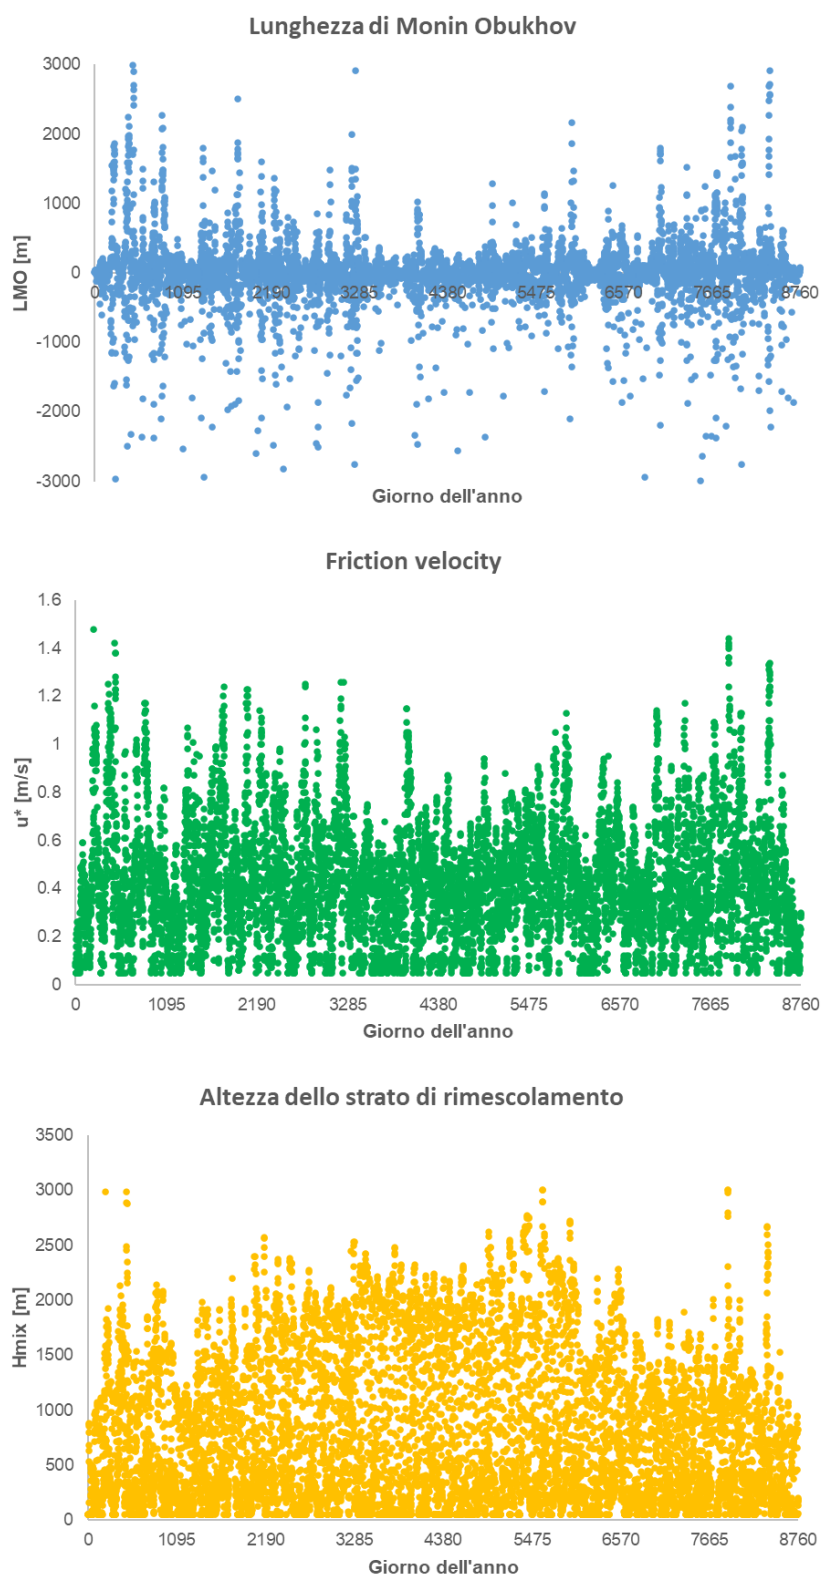 Lunghezza di Monin Obukhov
3000
2000
1000
0
-1000
-2000
-3000
LMO [m]
0 1095 2190 3285 4380 5475 6570 7665 8760
Giorno dell'anno
Friction velocity
1.6
1.4
1.2
1
0.8
0.6
0.4
0.2
0
u* [m/s]
0 1095 2190 3285 4380 5475 6570 7665 8760
Giorno dell'anno
Altezza dello strato di rimescolamento
3500
3000
2500
2000
1500
1000
500
0
Hmix [m]
0 1095 2190 3285 4380 5475 6570 7665 8760
Giorno dell'anno